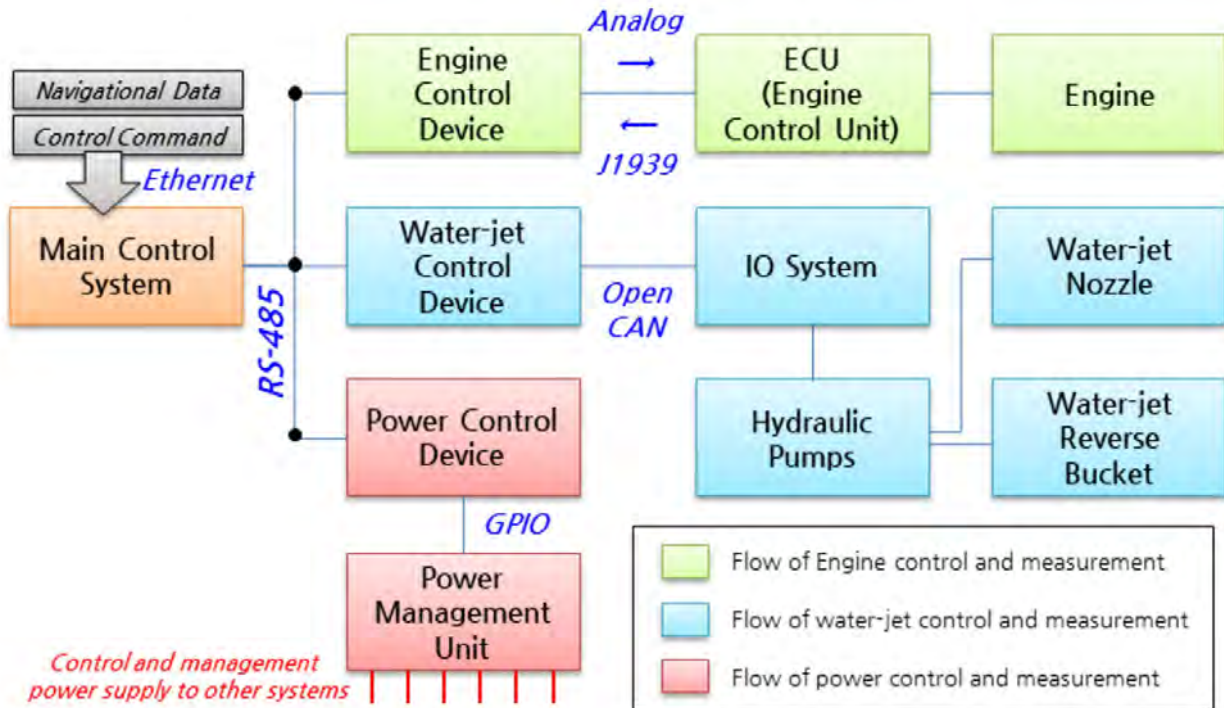 Navigational Data
Control Command
Ethernet
Main Control
System
RS-485
Engine
Control
Device
Analog
J1939
ECU
(Engine
Control Unit)
Engine
Water-jet
Control
Device
Open
CAN
IO System
Water-jet
Nozzle
Power Control
Device
Hydraulic
Pumps
Water-jet
Reverse
Bucket
GPIO
Power
Management
Unit
Control and management
power supply to other systems
Flow of Engine control and measurement
Flow of water-jet control and measurement
Flow of power control and measurement